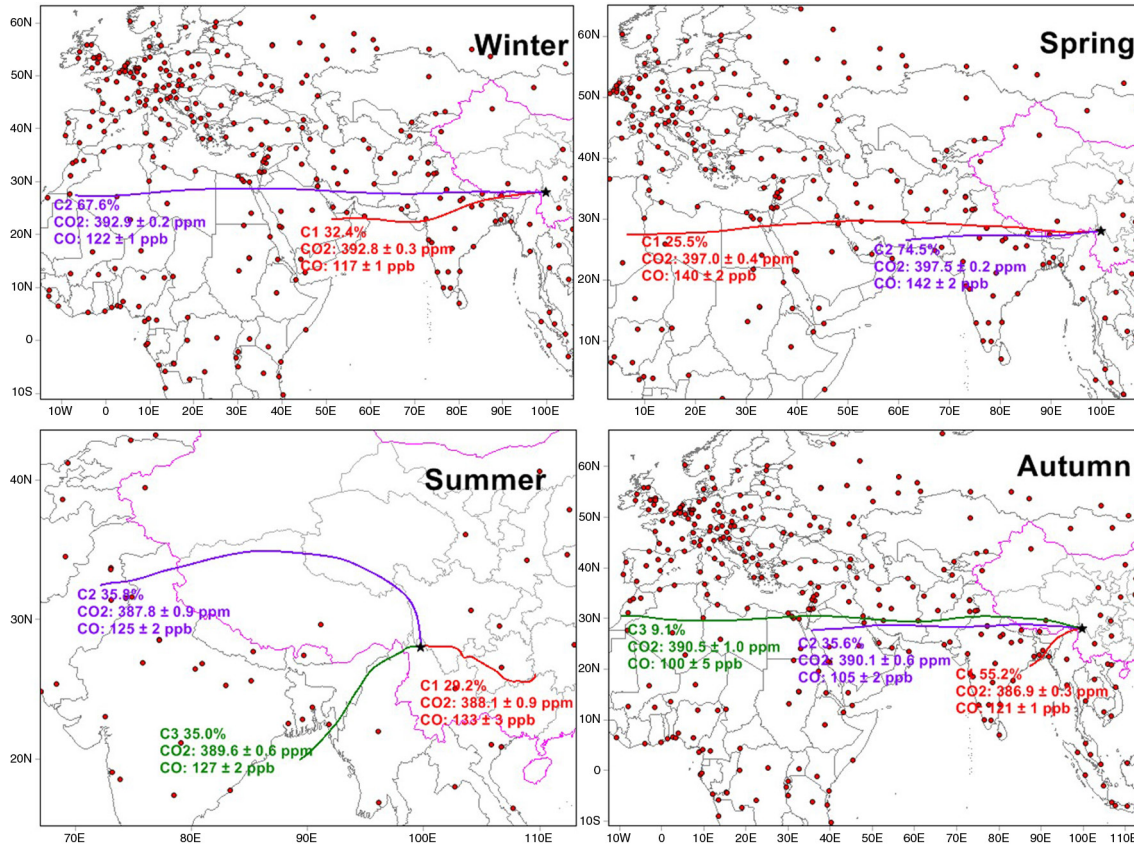 60N
50N
40N
30N
20N
10N
0
10S
Winter
C2 67.6%
CO2: 392.9 ± 0.2 ppm
CO: 122 ± 1 ppb
C1 32.4%
CO2: 392.8 ± 0.3 ppm
CO: 117 ± 1 ppb
10W 0 10E 20E 30E 40E 50E 60E 70E 80E 90E 100E
60N
50N
40N
30N
20N
10N
Spring
C1 25.5%
CO2: 397.0 ± 0.4 ppm
CO: 140 ± 2 ppb
C2 74.5%
CO2: 397.5 ± 0.2 ppm
CO: 142 ± 2 ppb
10E 20E 30E 40E 50E 60E 70E 80E 90E 100E
40N
30N
20N
Summer
C2 35.8%
CO2: 387.8 ± 0.9 ppm
CO: 125 ± 2 ppb
C1 29.2%
CO2: 388.1 ± 0.9 ppm
CO: 133 ± 3 ppb
C3 35.0%
CO2: 389.6 ± 0.6 ppm
CO: 127 ± 2 ppb
70E 80E 90E 100E 110E
60N
50N
40N
30N
20N
10N
0
10S
Autumn
C3 9.1%
CO2: 390.5 ± 1.0 ppm
CO: 100 ± 5 ppb
C2 35.6%
CO2: 390.1 ± 0.6 ppm
CO: 105 ± 2 ppb
C1 55.2%
CO2: 386.9 ± 0.3 ppm
CO: 121 ± 1 ppb
10W 0 10E 20E 30E 40E 50E 60E 70E 80E 90E 100E 110E